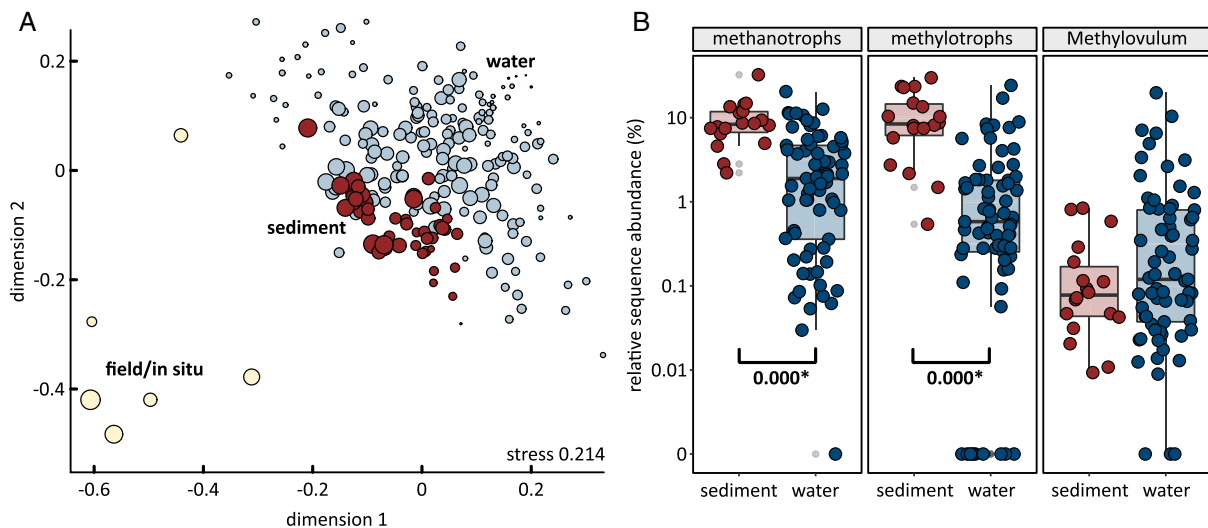 A
dimension 2
0.2
0
-0.2
-0.4
water
sediment
field/in situ
stress 0.214
-0.6 -0.4 -0.2 0 0.2
dimension 1
B
methanotrophs methylotrophs Methylovulum
relative sequence abundance (%)
10
1
0.1
0.01
0
0.000* 0.000*
sediment water sediment water sediment water